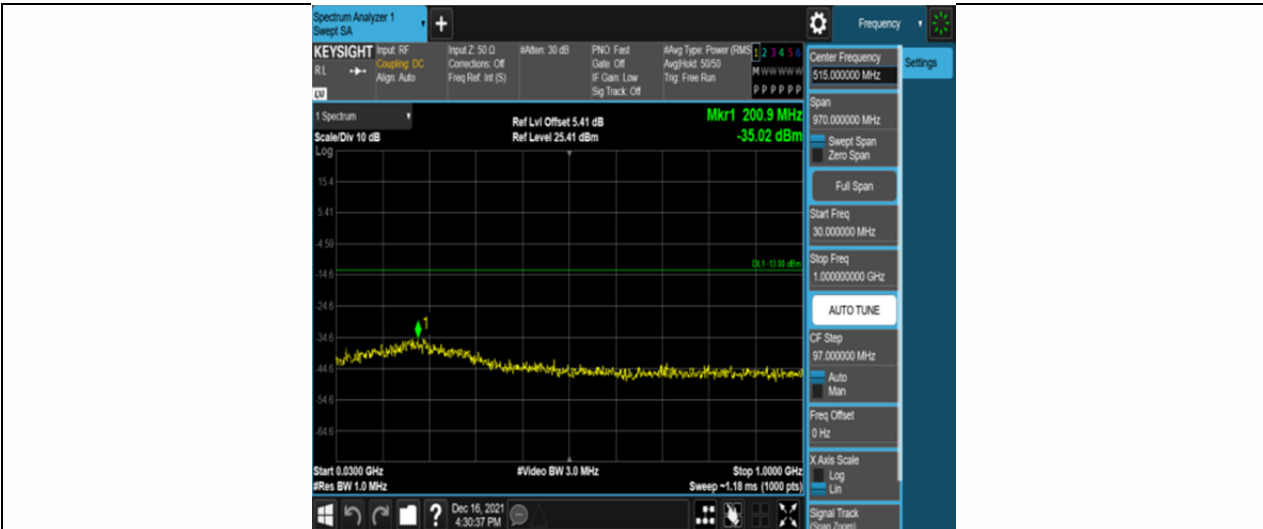 Spectrum Analyzer 1
Swept SA
+
Frequency
KEYSIGHT
Input: RF
Coupling: DC
Align: Auto
Input Z: 50 Ω
Corrections: Off
Freq Ref: Int (S)
#Atten: 30 dB
PNO: Fast
Gate: Off
IF Gain: Low
Sig Track: Off
#Avg Type: Power (RMS
Avg|Hold: 50/50
Trig: Free Run
1 2 3 4 5 6
M W W W W W
P P P P P P
R L
LV
1 Spectrum
Scale/Div 10 dB
Ref Lvl Offset 5.41 dB
Ref Level 25.41 dBm
Mkr1 200.9 MHz
-35.02 dBm
Log
15.4
5.41
-4.59
-14.6
-24.6
-34.6
-44.6
-54.6
-64.6
DL1 -13.00 dBm
1
Start 0.0300 GHz
#Res BW 1.0 MHz
#Video BW 3.0 MHz
Stop 1.0000 GHz
Sweep ~1.18 ms (1000 pts)
?
Dec 16, 2021
4:30:37 PM
Center Frequency
515.000000 MHz
Settings
Span
970.000000 MHz
Swept Span
Zero Span
Full Span
Start Freq
30.000000 MHz
Stop Freq
1.000000000 GHz
AUTO TUNE
CF Step
97.000000 MHz
Auto
Man
Freq Offset
0 Hz
X Axis Scale
Log
Lin
Signal Track
(Span Zoom)